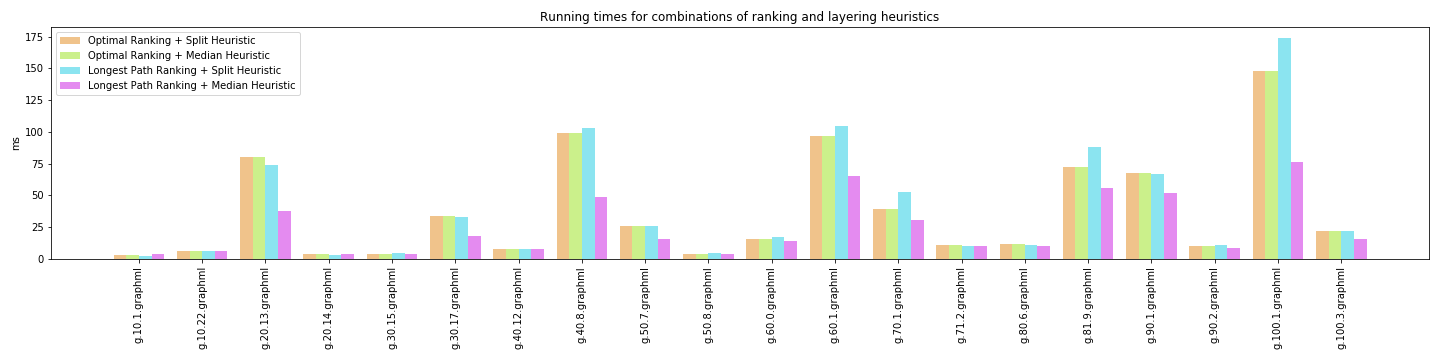 Running times for combinations of ranking and layering heuristics
Optimal Ranking + Split Heuristic
Optimal Ranking + Median Heuristic
Longest Path Ranking + Split Heuristic
Longest Path Ranking + Median Heuristic
ms
175
150
125
100
75
50
25
0
g.10.1.graphml
g.10.22.graphml
g.20.13.graphml
g.20.14.graphml
g.30.15.graphml
g.30.17.graphml
g.40.12.graphml
g.40.8.graphml
g.50.7.graphml
g.50.8.graphml
g.60.0.graphml
g.60.1.graphml
g.70.1.graphml
g.71.2.graphml
g.80.6.graphml
g.81.9.graphml
g.90.1.graphml
g.90.2.graphml
g.100.1.graphml
g.100.3.graphml